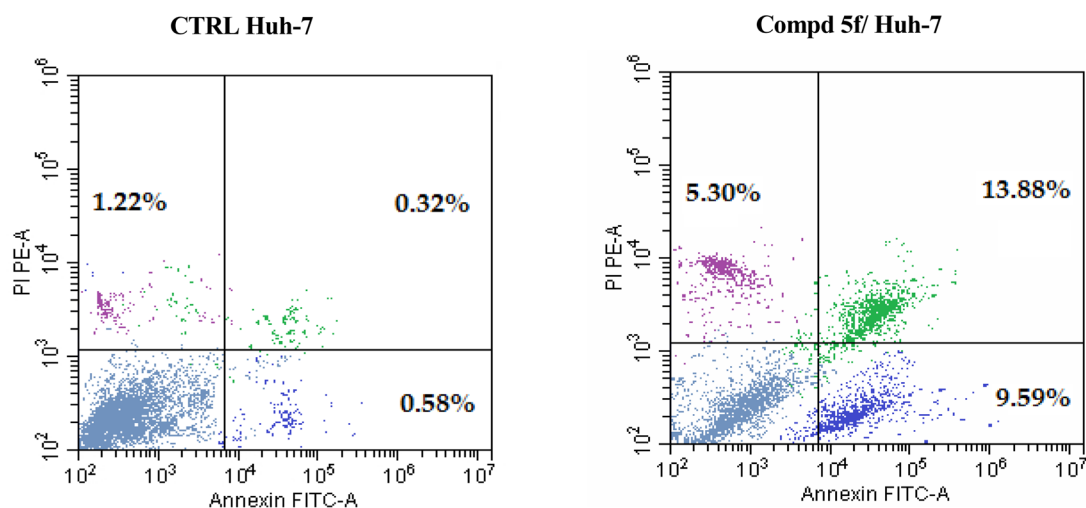 CTRL Huh-7
10^6
10^5
10^4
10^3
10^2
PI PE-A
1.22%
0.32%
0.58%
10^2 10^3 10^4 10^5 10^6 10^7
Annexin FITC-A
Compd 5f/ Huh-7
10^6
10^5
10^4
10^3
10^2
PI PE-A
5.30%
13.88%
9.59%
10^2 10^3 10^4 10^5 10^6 10^7
Annexin FITC-A